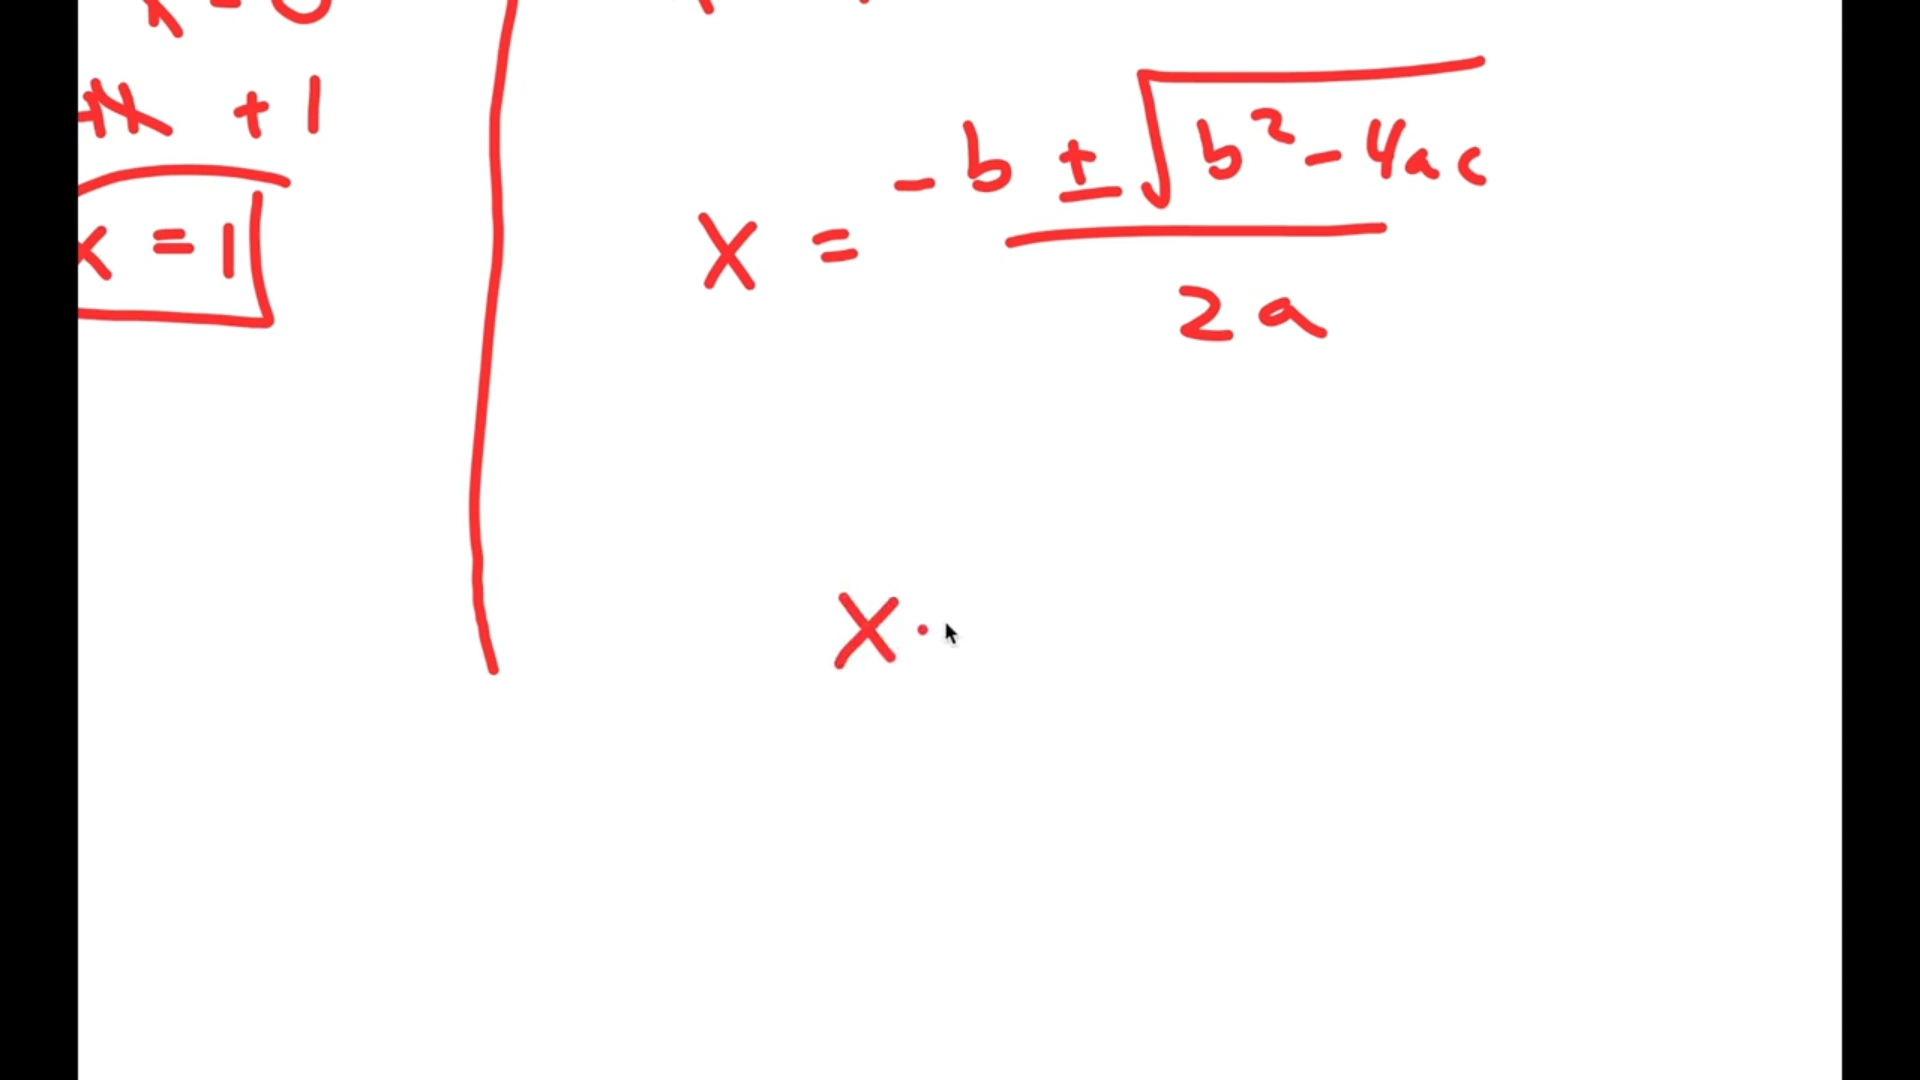 + 1
x = 1
x = -b ± √b² - 4ac
2a
x ·